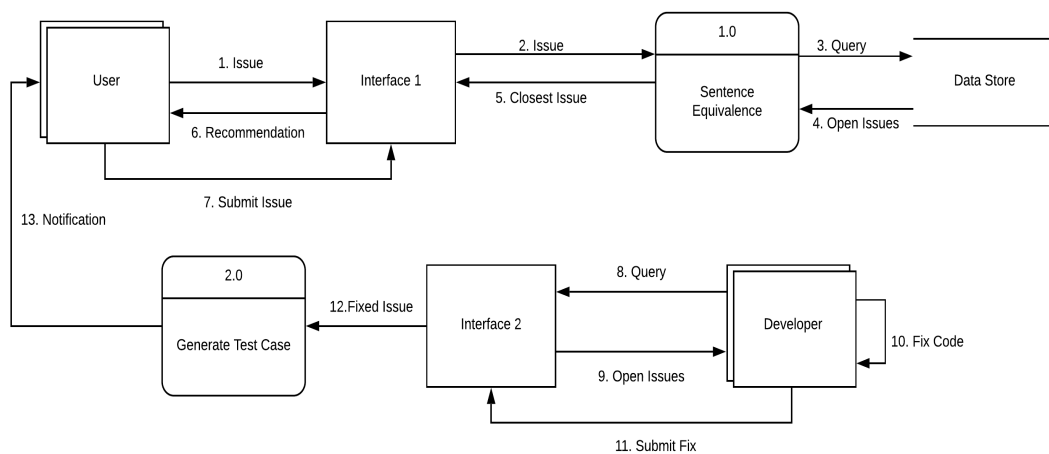 1.0
2. Issue
3. Query
User
1. Issue
Interface 1
Data Store
5. Closest Issue
Sentence
Equivalence
4. Open Issues
6. Recommendation
7. Submit Issue
13. Notification
2.0
8. Query
12.Fixed Issue
Interface 2
Developer
Generate Test Case
10. Fix Code
9. Open Issues
11. Submit Fix